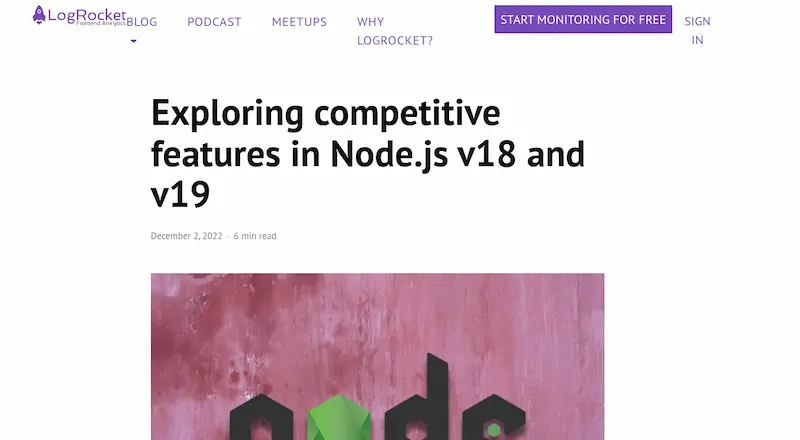 LogRocket
Frontend Analytics
BLOG
PODCAST
MEETUPS
WHY
LOGROCKET?
START MONITORING FOR FREE
SIGN
IN
Exploring competitive
features in Node.js v18 and
v19
December 2, 2022 · 6 min read
node